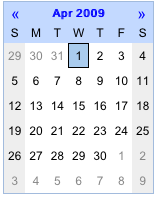 « Apr 2009 »
S M T W T F S
29 30 31 1 2 3 4
5 6 7 8 9 10 11
12 13 14 15 16 17 18
19 20 21 22 23 24 25
26 27 28 29 30 1 2
3 4 5 6 7 8 9